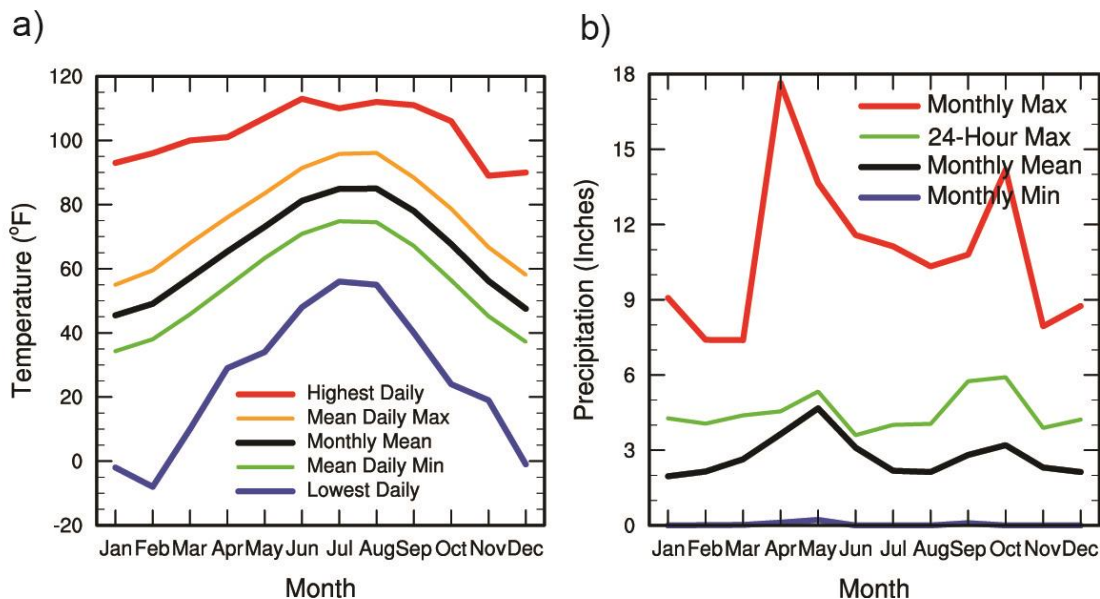 a)
120
100
80
60
40
20
0
-20
Temperature (°F)
Highest Daily
Mean Daily Max
Monthly Mean
Mean Daily Min
Lowest Daily
Jan Feb Mar Apr May Jun Jul Aug Sep Oct Nov Dec
Month
b)
18
15
12
9
6
3
0
Precipitation (Inches)
Monthly Max
24-Hour Max
Monthly Mean
Monthly Min
Jan Feb Mar Apr May Jun Jul Aug Sep Oct Nov Dec
Month